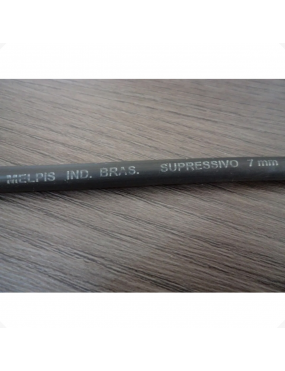 MELPIS IND. BRAS. SUPRESSIVO 7 mm